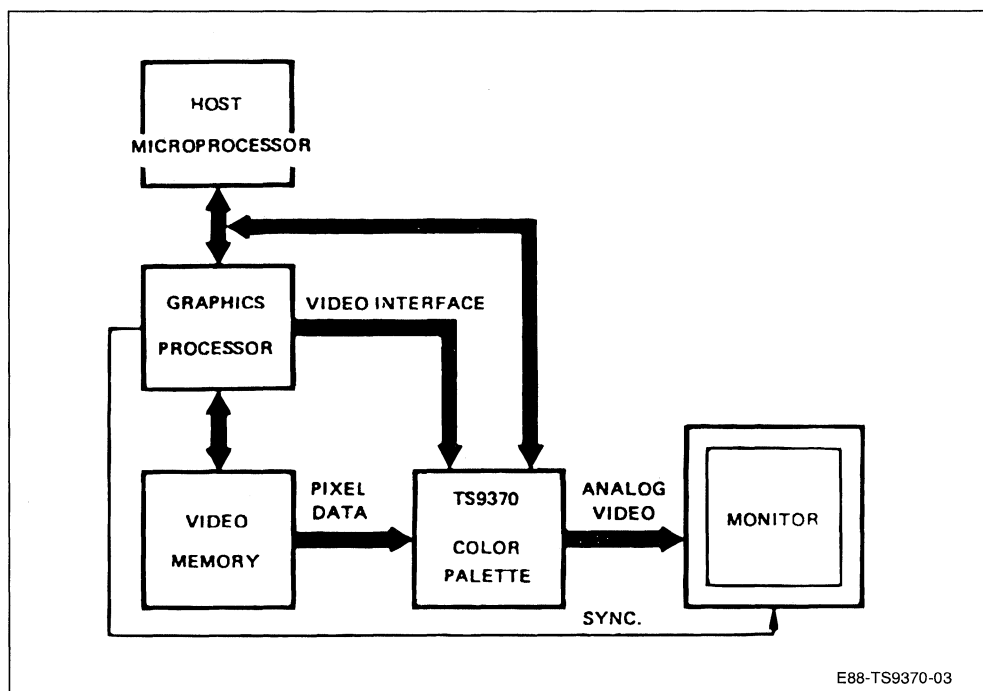 HOST
MICROPROCESSOR
GRAPHICS
PROCESSOR
VIDEO INTERFACE
VIDEO
MEMORY
PIXEL
DATA
TS9370
COLOR
PALETTE
ANALOG
VIDEO
MONITOR
SYNC.
E88-TS9370-03